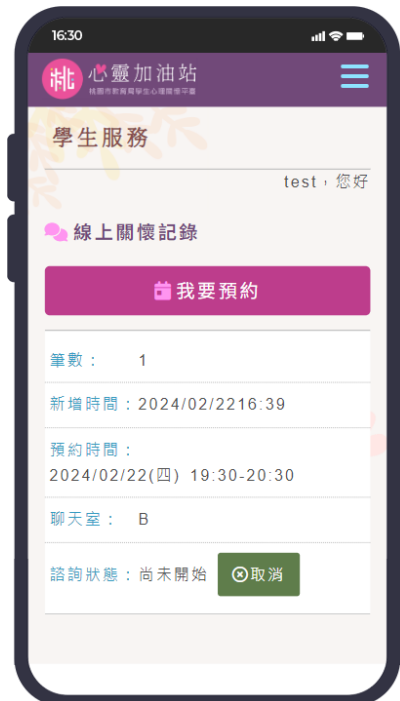 16:30
桃 心靈加油站
桃園市教育局學生心理關懷平臺
學生服務
test,您好
線上關懷記錄
我要預約
筆數: 1
新增時間:2024/02/2216:39
預約時間:
2024/02/22(四) 19:30-20:30
聊天室: B
諮詢狀態:尚未開始 取消